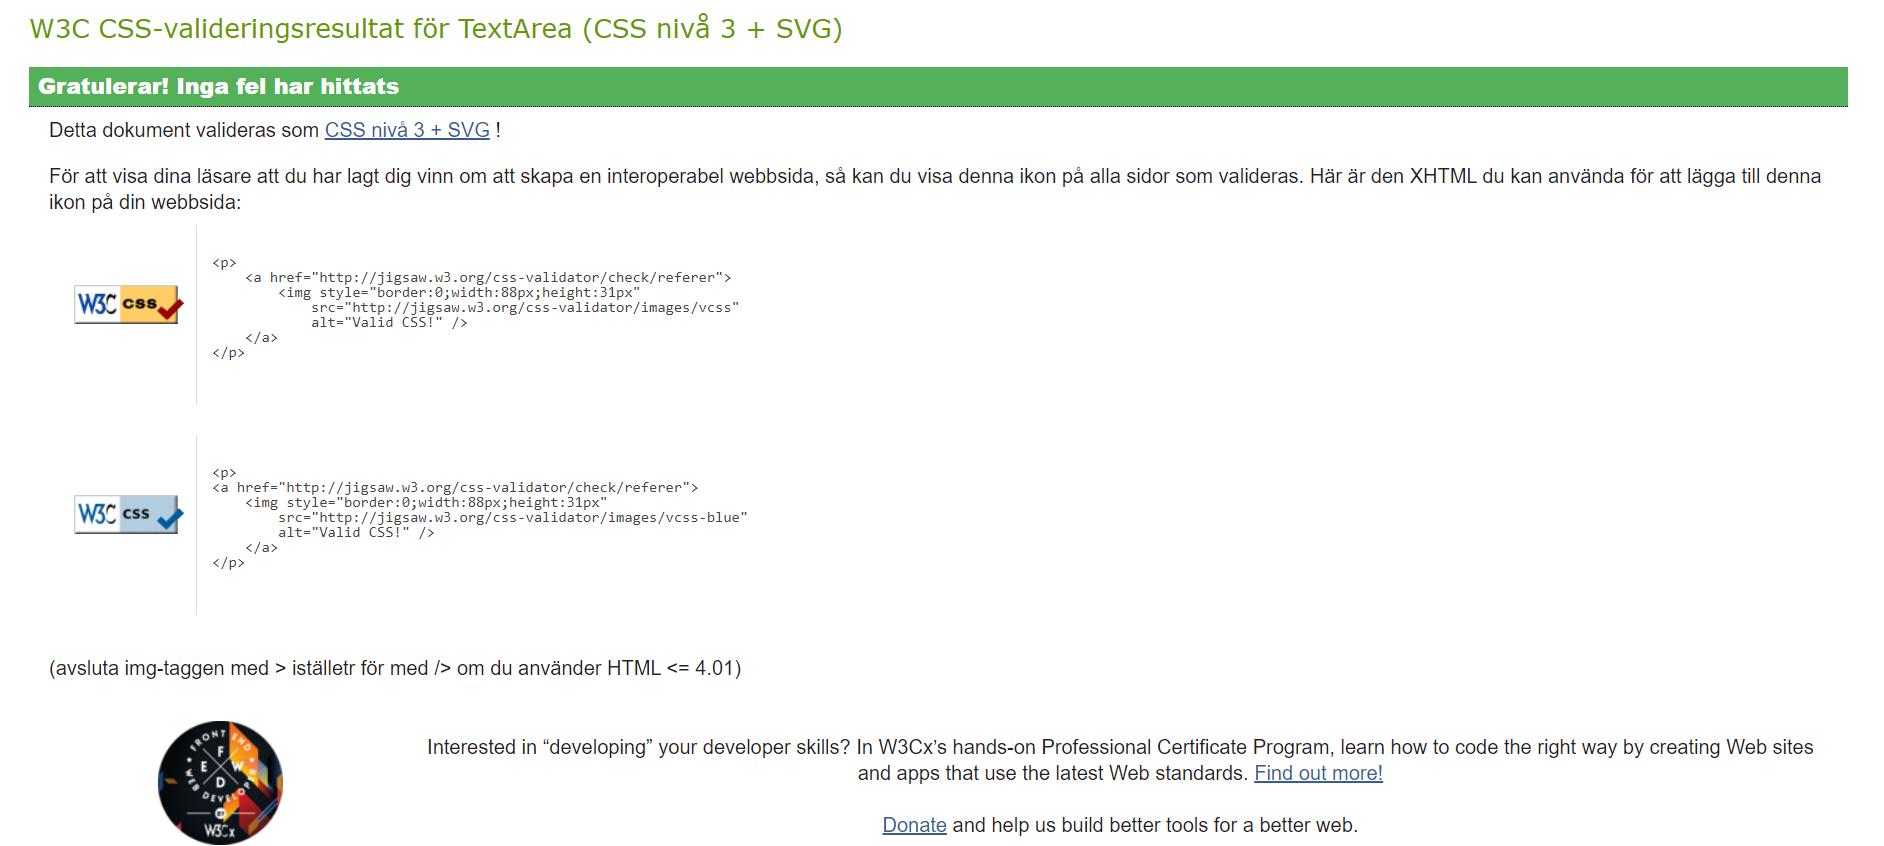 W3C CSS-valideringsresultat för TextArea (CSS nivå 3 + SVG)
Gratulerar! Inga fel har hittats
Detta dokument valideras som CSS nivå 3 + SVG !
För att visa dina läsare att du har lagt dig vinn om att skapa en interoperabel webbsida, så kan du visa denna ikon på alla sidor som valideras. Här är den XHTML du kan använda för att lägga till denna
ikon på din webbsida:
W3C css
<p>
    <a href="http://jigsaw.w3.org/css-validator/check/referer">
        <img style="border:0;width:88px;height:31px"
            src="http://jigsaw.w3.org/css-validator/images/vcss"
            alt="Valid CSS!" />
    </a>
</p>
W3C css
<p>
<a href="http://jigsaw.w3.org/css-validator/check/referer">
    <img style="border:0;width:88px;height:31px"
        src="http://jigsaw.w3.org/css-validator/images/vcss-blue"
        alt="Valid CSS!" />
    </a>
</p>
(avsluta img-taggen med > iställetr för med /> om du använder HTML <= 4.01)
FRONT END
F
E W
D
WEB DEVELOPER
BY
W3Cx
Interested in “developing” your developer skills? In W3Cx’s hands-on Professional Certificate Program, learn how to code the right way by creating Web sites
and apps that use the latest Web standards. Find out more!
Donate and help us build better tools for a better web.